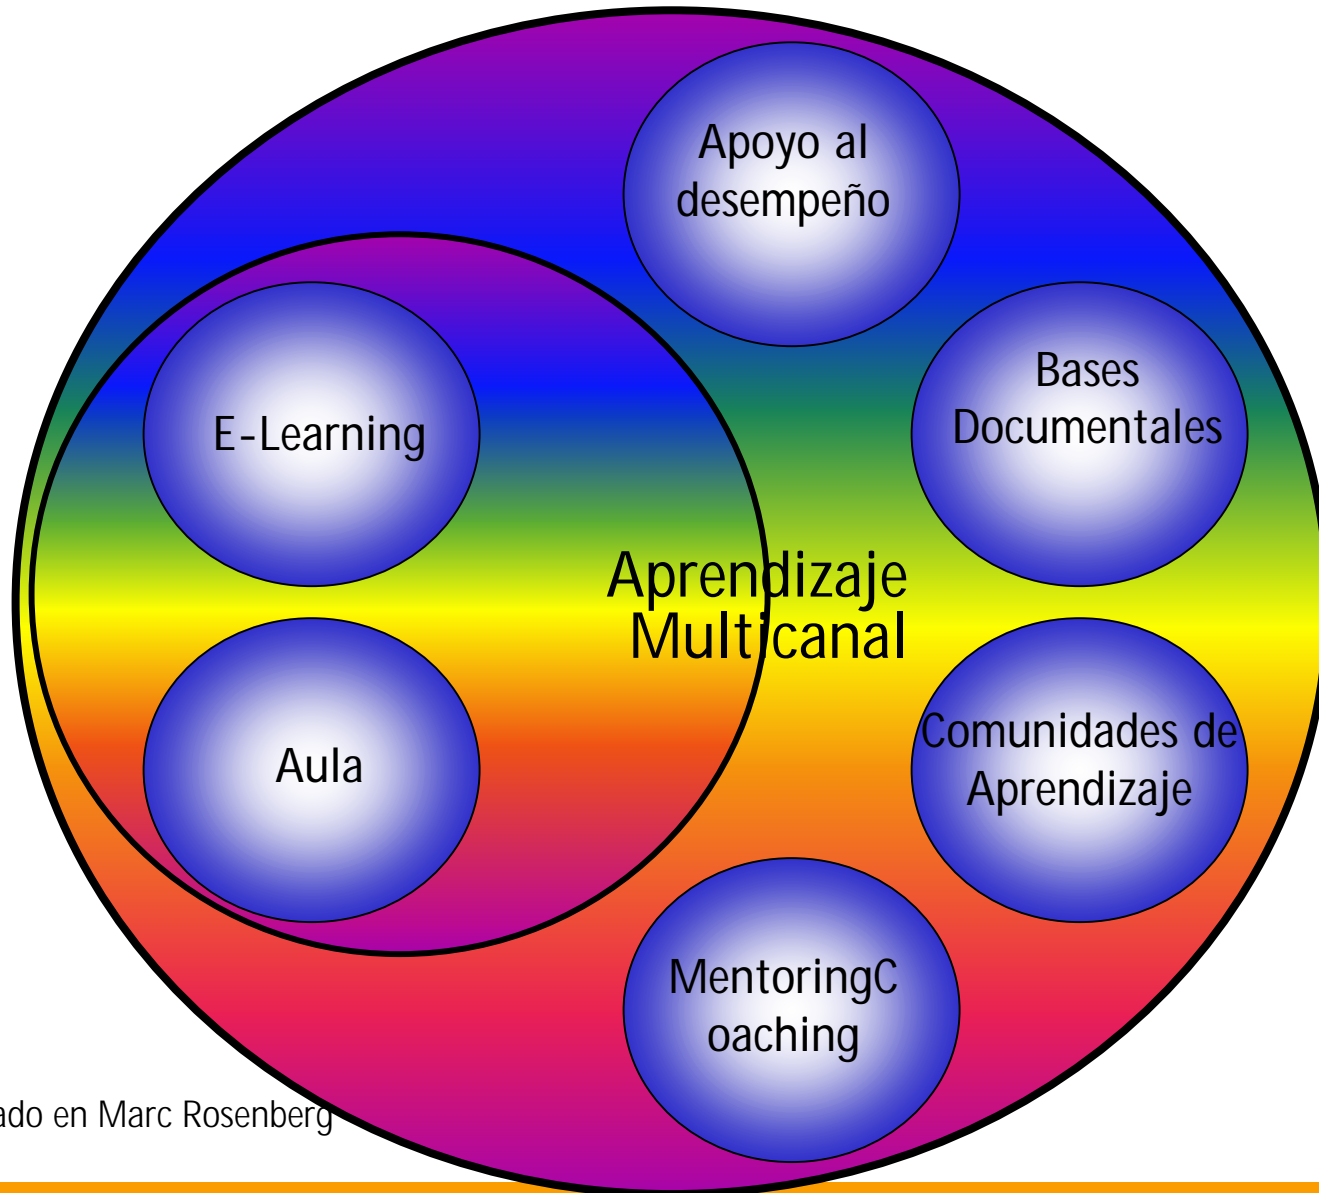 Apoyo al
desempeño
Bases
Documentales
E-Learning
Aprendizaje
Multicanal
Comunidades de
Aprendizaje
Aula
MentoringC
oaching
ado en Marc Rosenberg